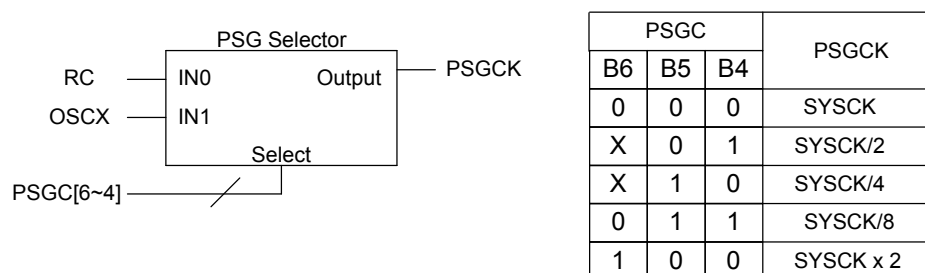 PSG Selector
RC IN0 Output PSGCK
OSCX IN1
Select
PSGC[6~4]
PSGC PSGCK
B6 B5 B4
0 0 0 SYSCK
X 0 1 SYSCK/2
X 1 0 SYSCK/4
0 1 1 SYSCK/8
1 0 0 SYSCK x 2